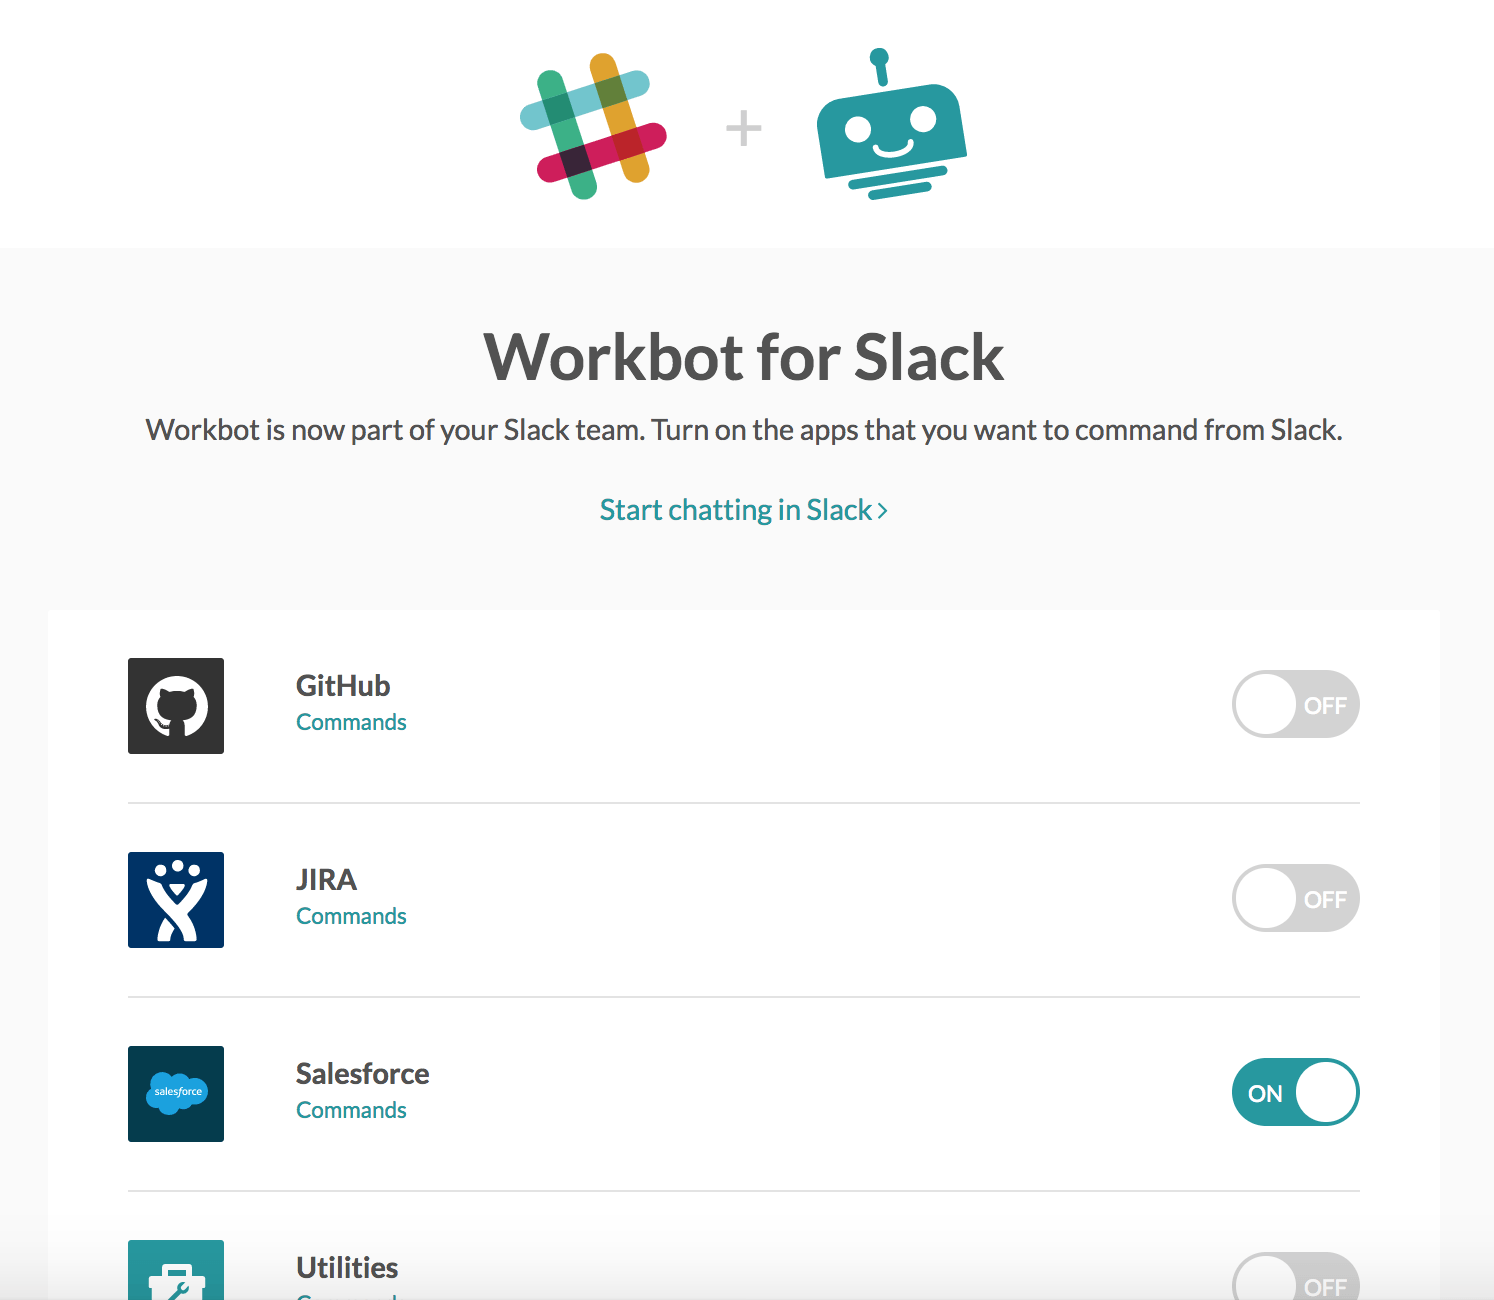 Workbot for Slack
Workbot is now part of your Slack team. Turn on the apps that you want to command from Slack.
Start chatting in Slack >
GitHub
Commands
OFF
JIRA
Commands
OFF
salesforce
Salesforce
Commands
ON
Utilities
OFF